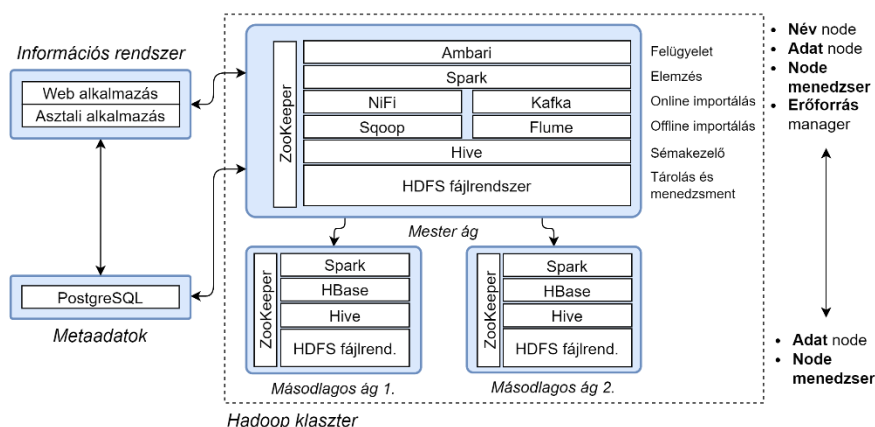 Információs rendszer
Web alkalmazás
Asztali alkalmazás
PostgreSQL
Metaadatok
ZooKeeper
Ambari
Felügyelet
Spark
Elemzés
NiFi
Kafka
Online importálás
Sqoop
Flume
Offline importálás
Hive
Sémakezelő
HDFS fájlrendszer
Tárolás és
menedzsment
Mester ág
ZooKeeper
Spark
HBase
Hive
HDFS fájlrend.
Másodlagos ág 1.
ZooKeeper
Spark
HBase
Hive
HDFS fájlrend.
Másodlagos ág 2.
Hadoop klaszter
• Név node
• Adat node
• Node
menedzser
• Erőforrás
manager
• Adat node
• Node
menedzser